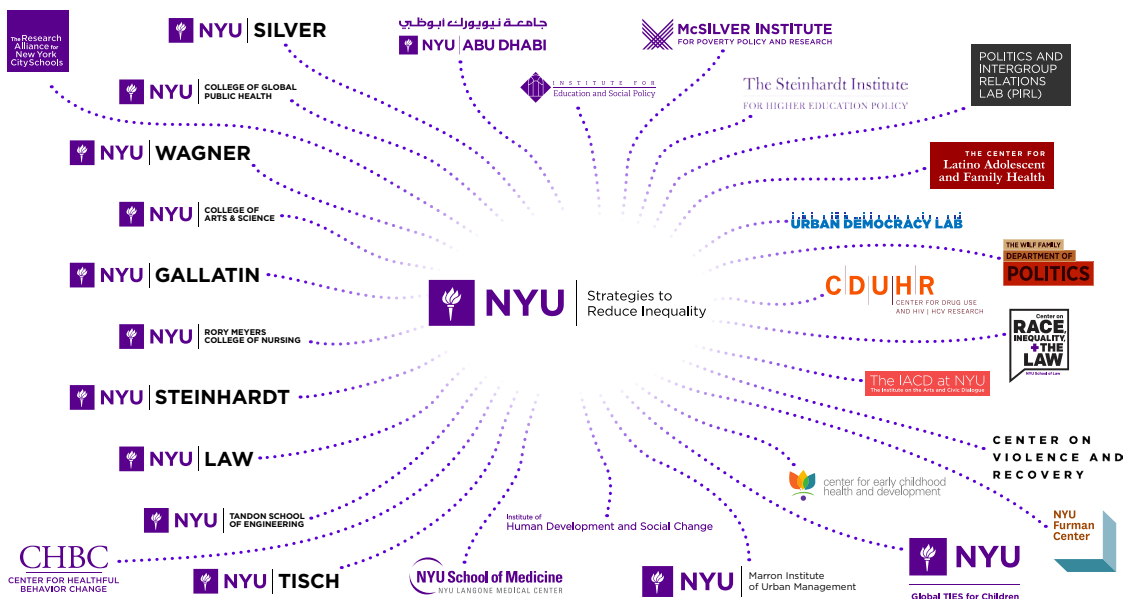 The Research
Alliance for
New York
City Schools
NYU SILVER
جامعـة نيويورك أبوظـبي
NYU ABU DHABI
McSILVER INSTITUTE
FOR POVERTY POLICY AND RESEARCH
POLITICS AND
INTERGROUP
RELATIONS
LAB (PIRL)
NYU COLLEGE OF GLOBAL
PUBLIC HEALTH
INSTITUTE FOR
Education and Social Policy
The Steinhardt Institute
FOR HIGHER EDUCATION POLICY
NYU WAGNER
THE CENTER FOR
Latino Adolescent
and Family Health
NYU COLLEGE OF
ARTS & SCIENCE
URBAN DEMOCRACY LAB
THE WILF FAMILY
DEPARTMENT OF
POLITICS
NYU GALLATIN
CDUHR
CENTER FOR DRUG USE
AND HIV | HCV RESEARCH
NYU Strategies to
Reduce Inequality
NYU RORY MEYERS
COLLEGE OF NURSING
Center on
RACE,
INEQUALITY,
+THE
LAW
NYU School of Law
The IACD at NYU
The Institute on the Arts and Civic Dialogue
NYU STEINHARDT
NYU LAW
CENTER ON
VIOLENCE AND
RECOVERY
center for early childhood
health and development
NYU TANDON SCHOOL
OF ENGINEERING
Institute of
Human Development and Social Change
NYU
Furman
Center
CHBC
CENTER FOR HEALTHFUL
BEHAVIOR CHANGE
NYU TISCH
NYU School of Medicine
NYU LANGONE MEDICAL CENTER
NYU Marron Institute
of Urban Management
NYU
Global TIES for Children